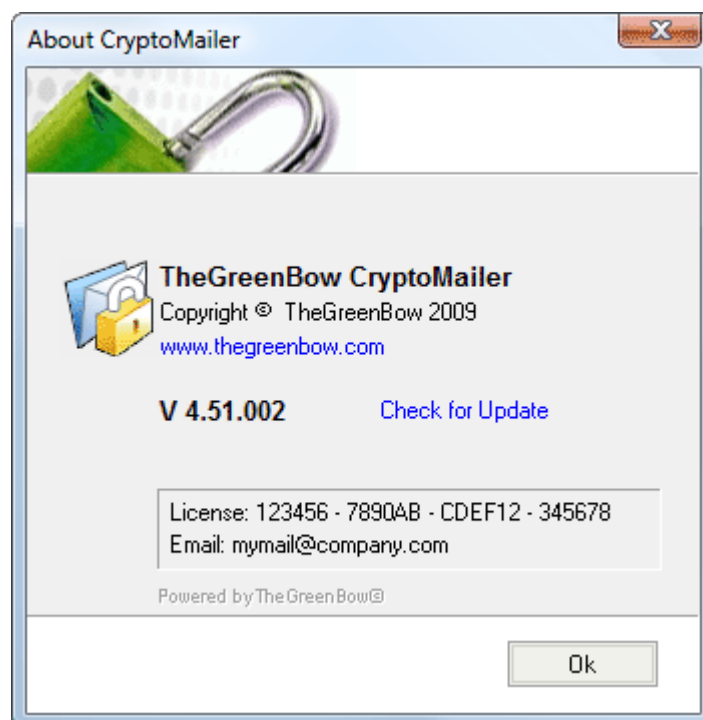 About CryptoMailer
TheGreenBow CryptoMailer
Copyright © TheGreenBow 2009
www.thegreenbow.com
V 4.51.002 Check for Update
License: 123456 - 7890AB - CDEF12 - 345678
Email: mymail@company.com
Powered by TheGreenBow©
Ok